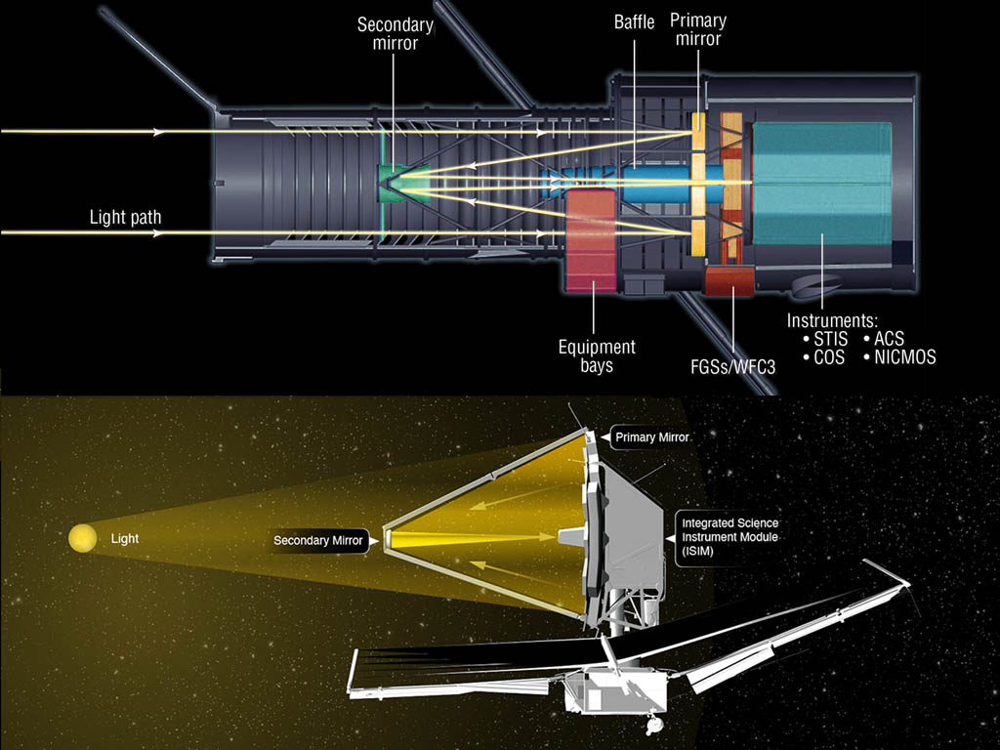 Secondary
mirror
Baffle
Primary
mirror
Light path
Equipment
bays
FGSs/WFC3
Instruments:
• STIS • ACS
• COS • NICMOS
Primary Mirror
Light
Secondary Mirror
Integrated Science
Instrument Module
(ISIM)